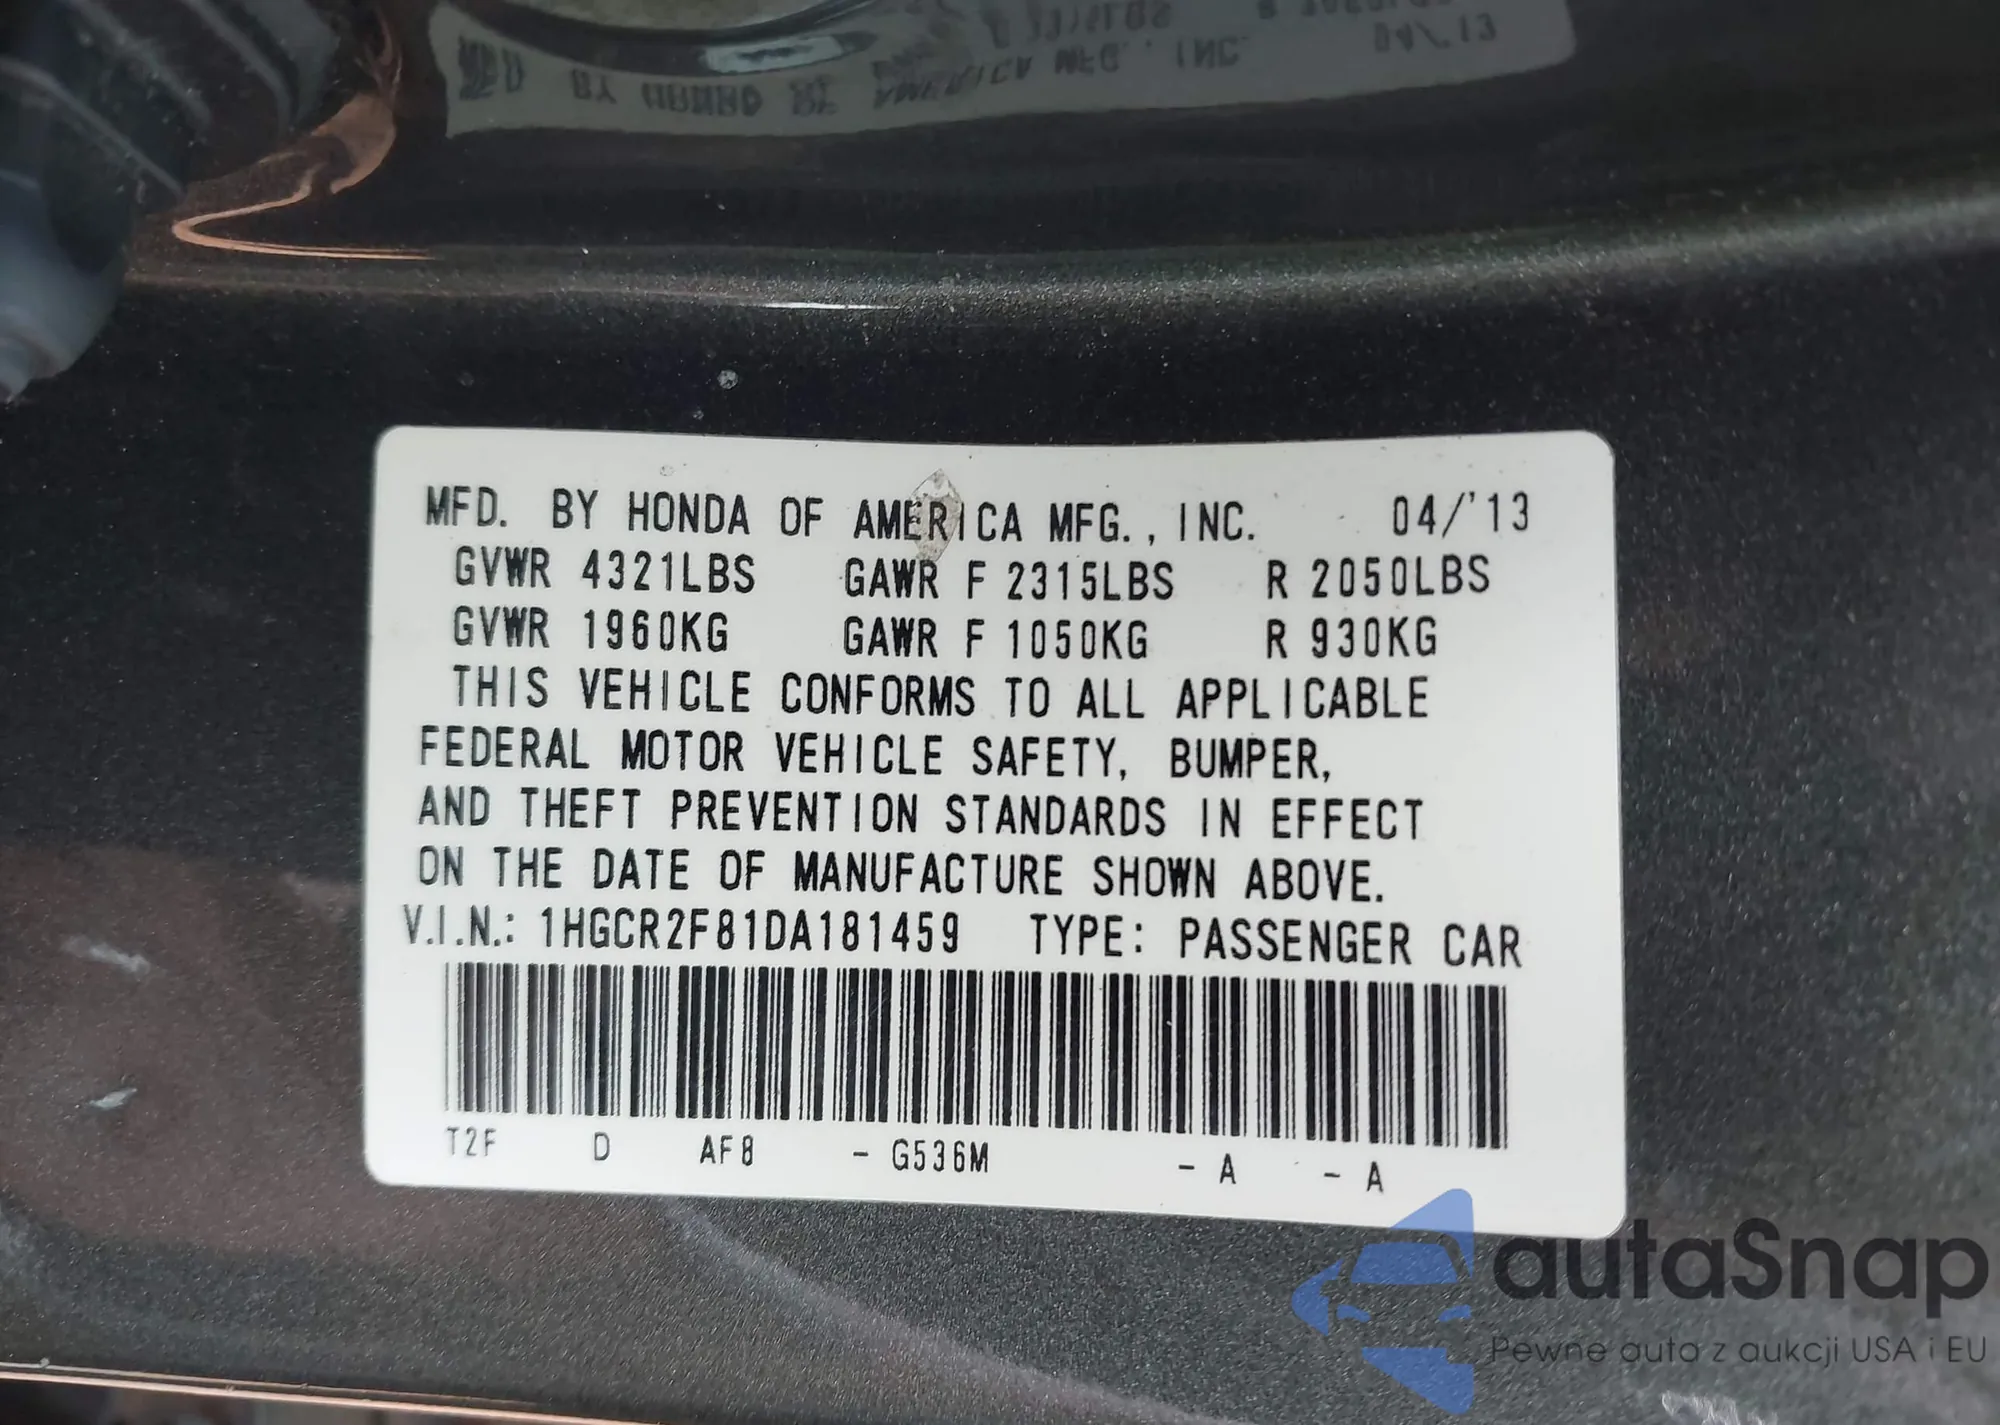 MFD. BY HONDA OF AMERICA MFG., INC. 04/'13
GVWR 4321LBS GAWR F 2315LBS R 2050LBS
GVWR 1960KG GAWR F 1050KG R 930KG
THIS VEHICLE CONFORMS TO ALL APPLICABLE
FEDERAL MOTOR VEHICLE SAFETY, BUMPER,
AND THEFT PREVENTION STANDARDS IN EFFECT
ON THE DATE OF MANUFACTURE SHOWN ABOVE.
V.I.N.: 1HGCR2F81DA181459 TYPE: PASSENGER CAR
T2F D AF8 - G536M - A - A
autaSnap
Pewne auta z aukcji USA i EU